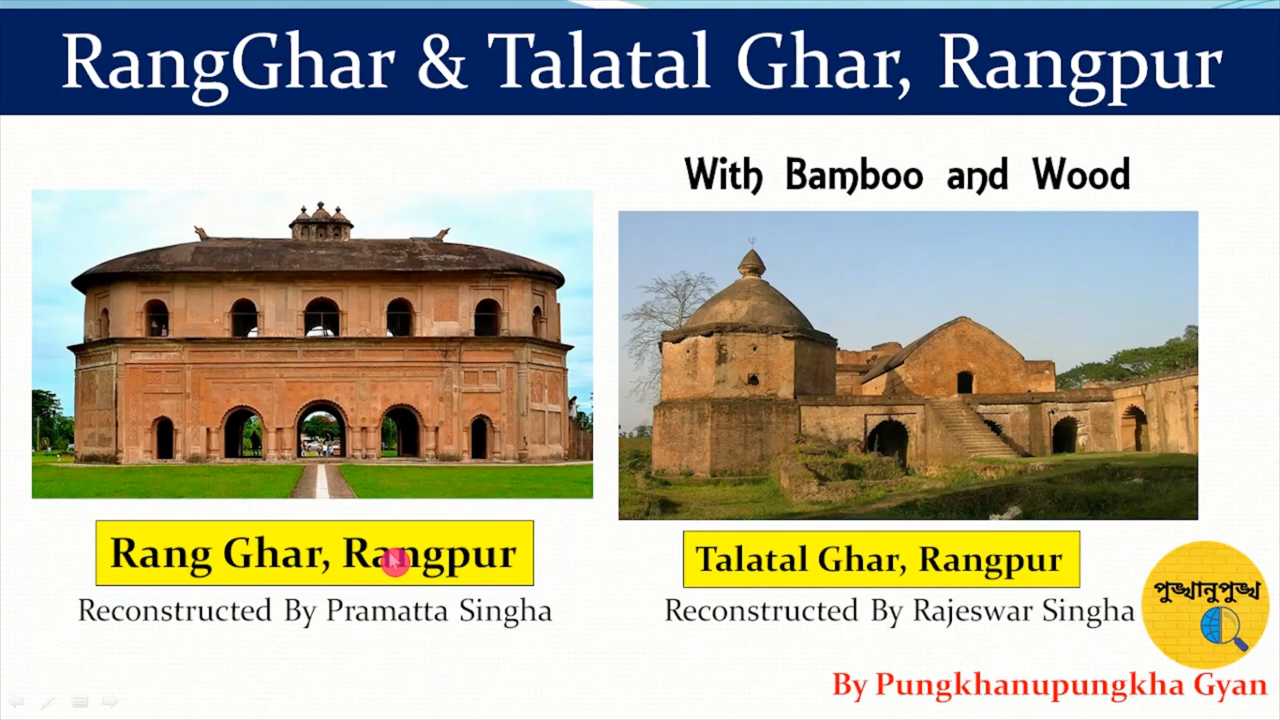 RangGhar & Talatal Ghar, Rangpur
With Bamboo and Wood
Rang Ghar, Rangpur
Reconstructed By Pramatta Singha
Talatal Ghar, Rangpur
Reconstructed By Rajeswar Singha
পুঙ্খানুপুঙ্খ
By Pungkhanupungkha Gyan